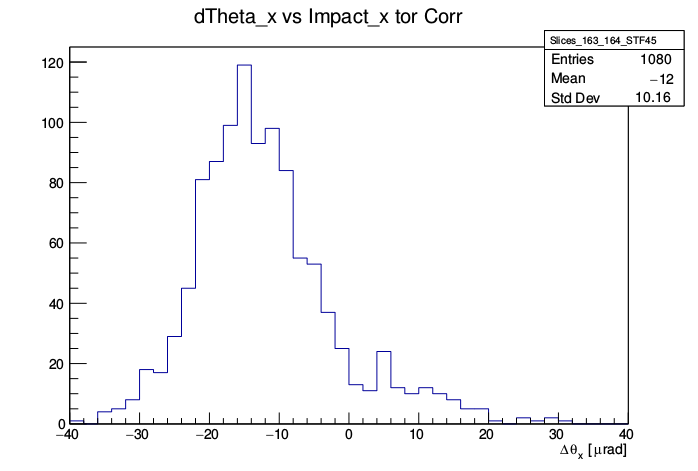 dTheta_x vs Impact_x tor Corr
Slices_163_164_STF45
Entries 1080
Mean −12
Std Dev 10.16
120
100
80
60
40
20
0
−40 −30 −20 −10 0 10 20 30 40
Δθx [μrad]